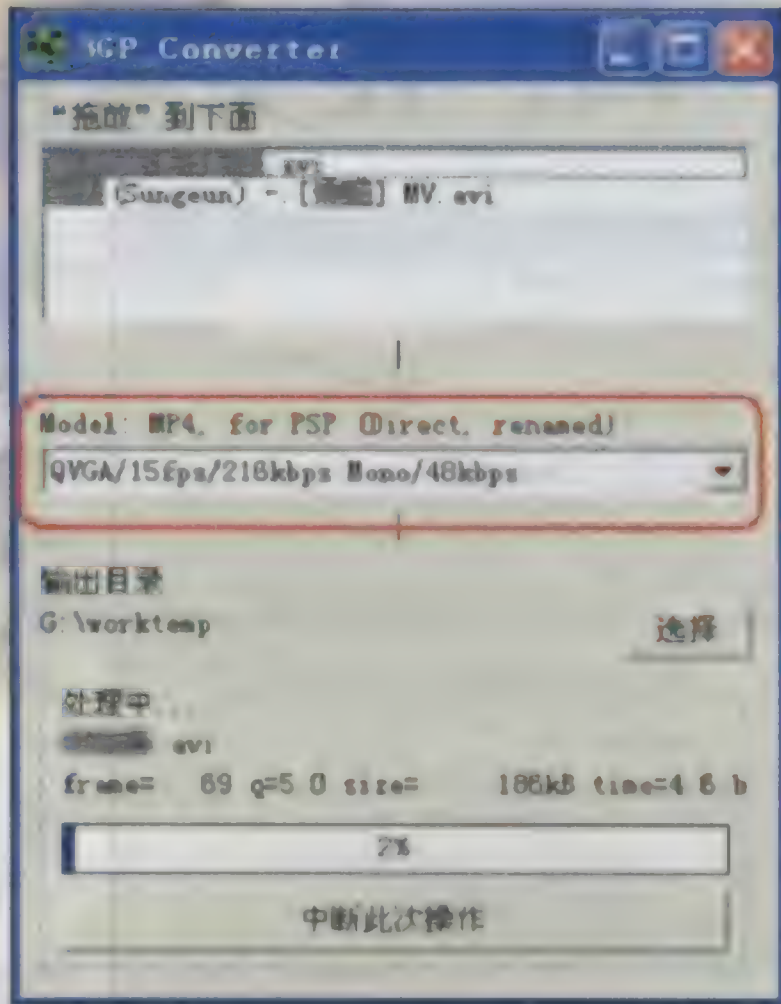 3GP Converter
“拖放”到下面
avi
(Sungeun) - [] MV.avi
Model: MP4, for PSP (Direct, renamed)
QVGA/15fps/216kbps Mono/48kbps
输出目录
G:\worktemp
选择
处理中...
avi
frame= 69 q=5.0 size= 186kB time=4.6 b
2%
中断此次操作